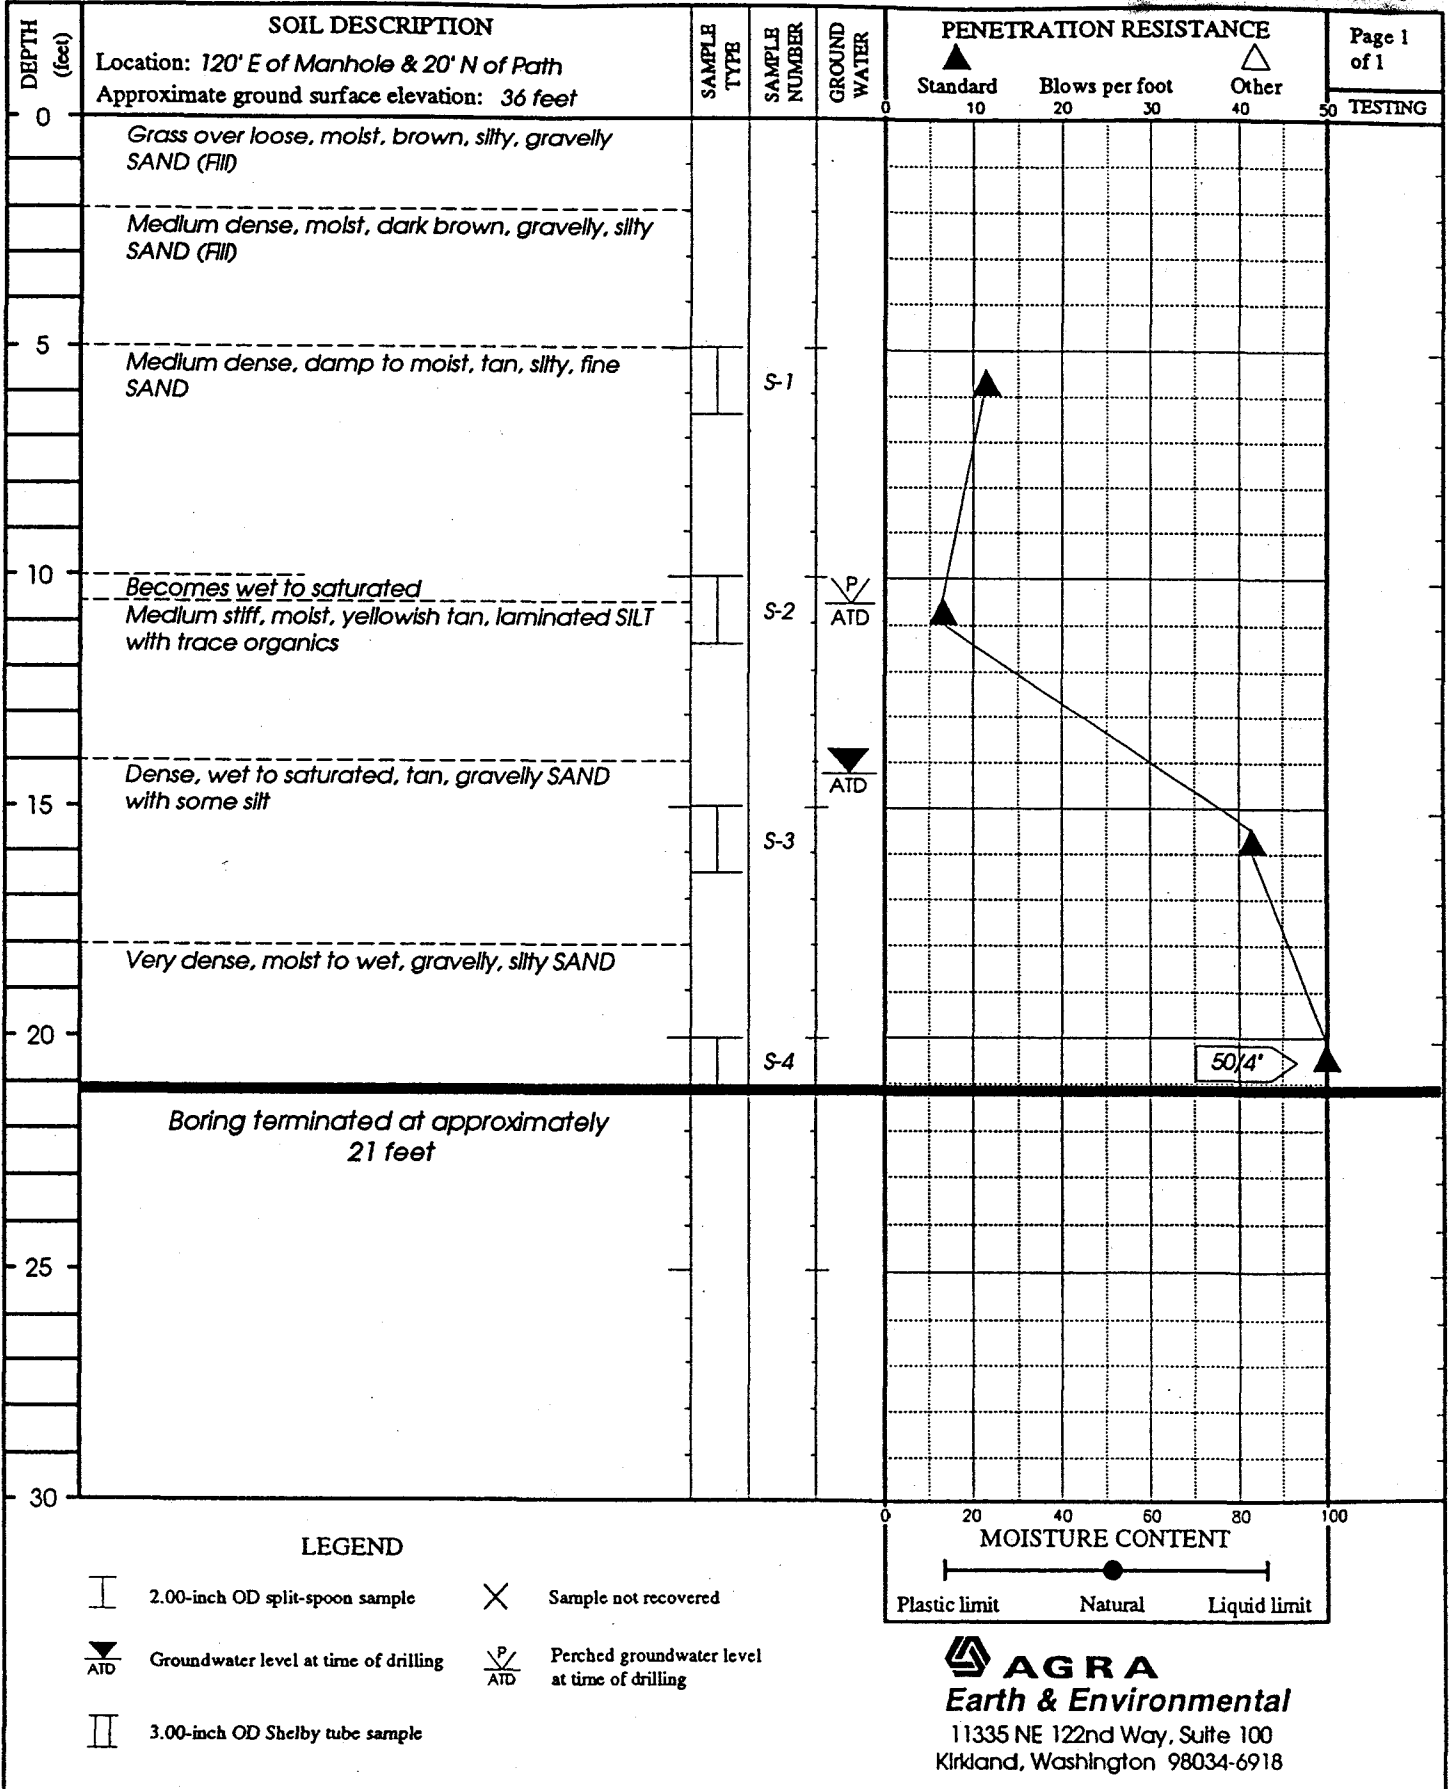 DEPTH
(feet)
SOIL DESCRIPTION
Location: 120' E of Manhole & 20' N of Path
Approximate ground surface elevation: 36 feet
SAMPLE
TYPE
SAMPLE
NUMBER
GROUND
WATER
PENETRATION RESISTANCE
Standard Blows per foot Other
0 10 20 30 40 50
Page 1
of 1
TESTING
0
Grass over loose, moist, brown, silty, gravelly
SAND (Fill)
Medium dense, moist, dark brown, gravelly, silty
SAND (Fill)
5
Medium dense, damp to moist, tan, silty, fine
SAND
S-1
10
Becomes wet to saturated
Medium stiff, moist, yellowish tan, laminated SILT
with trace organics
S-2
P
ATD
Dense, wet to saturated, tan, gravelly SAND
with some silt
ATD
15
S-3
Very dense, moist to wet, gravelly, silty SAND
20
S-4
50/4"
Boring terminated at approximately
21 feet
25
30
0 20 40 60 80 100
MOISTURE CONTENT
Plastic limit Natural Liquid limit
LEGEND
2.00-inch OD split-spoon sample
Sample not recovered
ATD
Groundwater level at time of drilling
P
ATD
Perched groundwater level
at time of drilling
3.00-inch OD Shelby tube sample
AGRA
Earth & Environmental
11335 NE 122nd Way, Suite 100
Kirkland, Washington 98034-6918